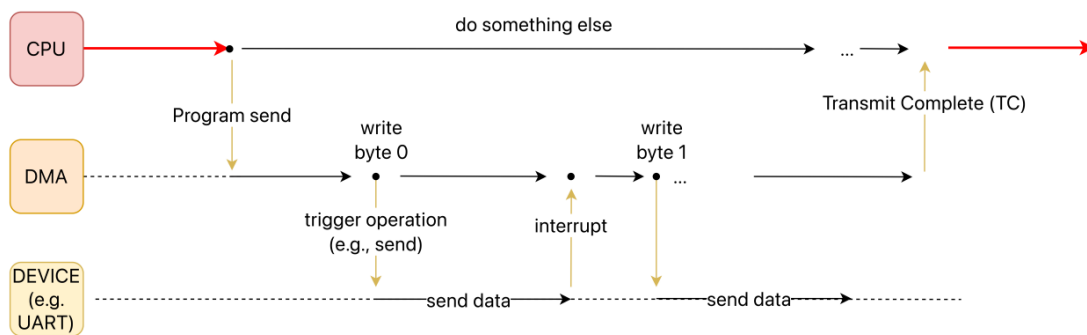 do something else
CPU
...
Program send
Transmit Complete (TC)
write
byte 0
write
byte 1
DMA
...
trigger operation
(e.g., send)
interrupt
DEVICE
(e.g.
UART)
send data
send data